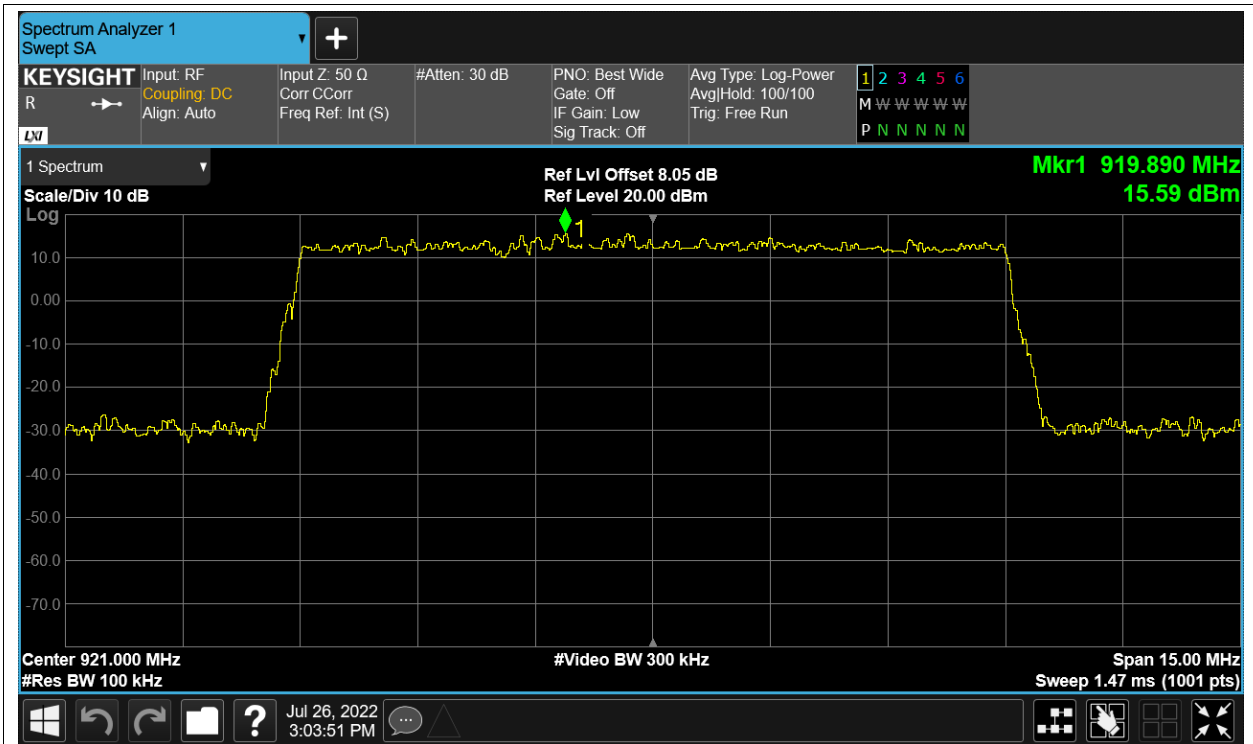 Spectrum Analyzer 1
Swept SA
KEYSIGHT
R
LXI
Input: RF
Coupling: DC
Align: Auto
Input Z: 50 Ω
Corr CCorr
Freq Ref: Int (S)
#Atten: 30 dB
PNO: Best Wide
Gate: Off
IF Gain: Low
Sig Track: Off
Avg Type: Log-Power
Avg|Hold: 100/100
Trig: Free Run
1 2 3 4 5 6
M W W W W W
P N N N N N
1 Spectrum
Scale/Div 10 dB
Ref Lvl Offset 8.05 dB
Ref Level 20.00 dBm
Mkr1 919.890 MHz
15.59 dBm
Log
1
10.0
0.00
-10.0
-20.0
-30.0
-40.0
-50.0
-60.0
-70.0
Center 921.000 MHz
#Video BW 300 kHz
Span 15.00 MHz
#Res BW 100 kHz
Sweep 1.47 ms (1001 pts)
?
Jul 26, 2022
3:03:51 PM